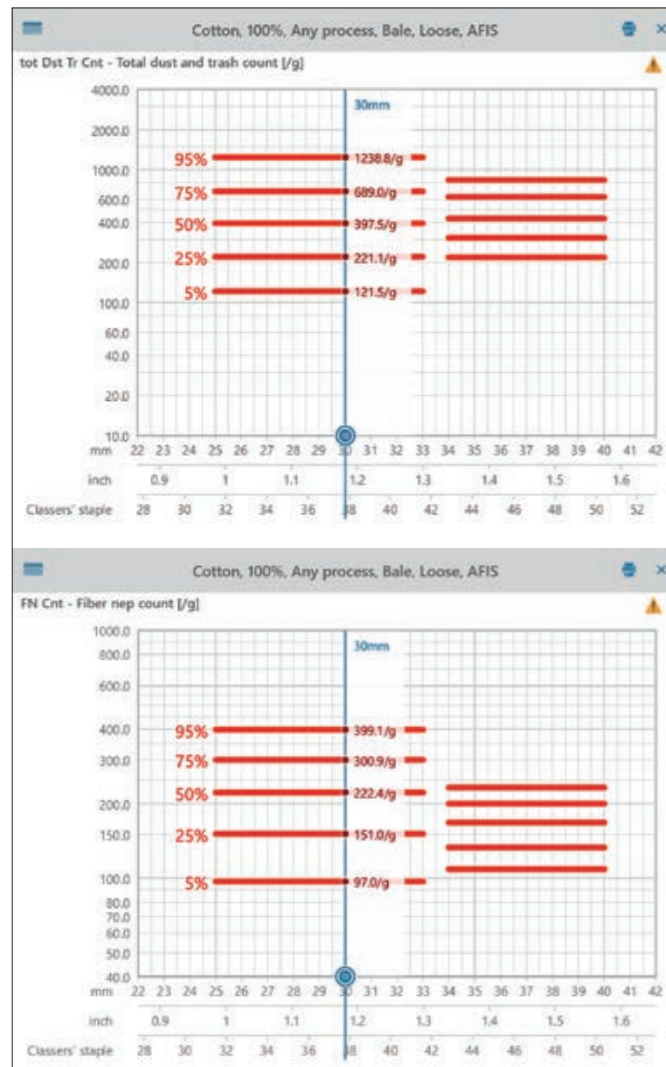 Cotton, 100%, Any process, Bale, Loose, AFIS
tot Dst Tr Cnt - Total dust and trash count [/g]
4000.0
30mm
2000.0
95% 1238.8/g
1000.0
75% 689.0/g
600.0
50% 397.5/g
400.0
25% 221.1/g
200.0
5% 121.5/g
100.0
60.0
40.0
20.0
10.0
mm 22 23 24 25 26 27 28 29 30 31 32 33 34 35 36 37 38 39 40 41 42
inch 0.9 1 1.1 1.2 1.3 1.4 1.5 1.6
Classers' staple 28 30 32 34 36 38 40 42 44 46 48 50 52
Cotton, 100%, Any process, Bale, Loose, AFIS
FN Cnt - Fiber nep count [/g]
1000.0
30mm
800.0
600.0
95% 400.0 399.1/g
75% 300.0 300.9/g
50% 222.4/g
200.0
25% 150.0 151.0/g
5% 100.0 97.0/g
80.0
70.0
60.0
50.0
40.0
mm 22 23 24 25 26 27 28 29 30 31 32 33 34 35 36 37 38 39 40 41 42
inch 0.9 1 1.1 1.2 1.3 1.4 1.5 1.6
Classers' staple 28 30 32 34 36 38 40 42 44 46 48 50 52